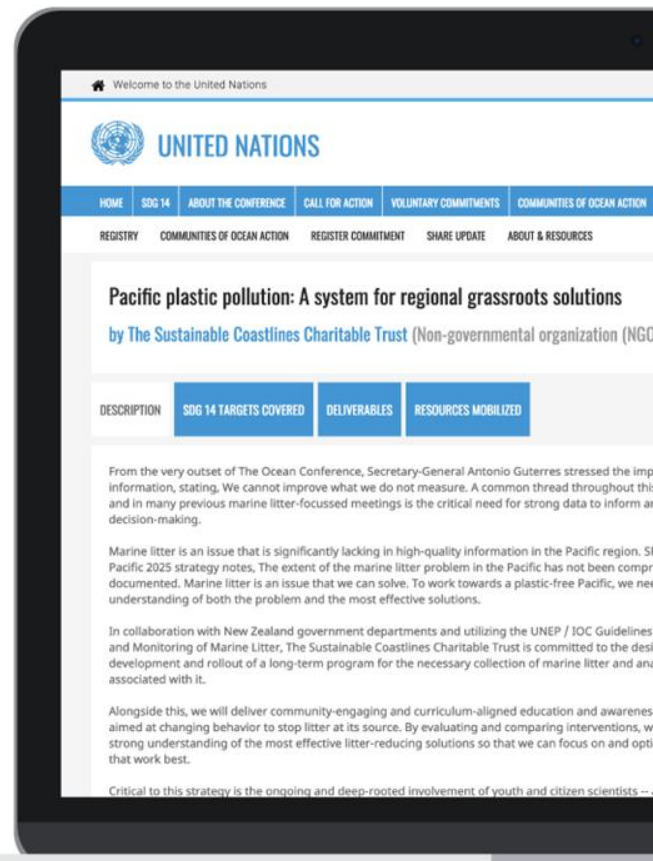 Welcome to the United Nations
UNITED NATIONS
HOME SDG 14 ABOUT THE CONFERENCE CALL FOR ACTION VOLUNTARY COMMITMENTS COMMUNITIES OF OCEAN ACTION
REGISTRY COMMUNITIES OF OCEAN ACTION REGISTER COMMITMENT SHARE UPDATE ABOUT & RESOURCES
Pacific plastic pollution: A system for regional grassroots solutions
by The Sustainable Coastlines Charitable Trust (Non-governmental organization (NGO
DESCRIPTION SDG 14 TARGETS COVERED DELIVERABLES RESOURCES MOBILIZED
From the very outset of The Ocean Conference, Secretary-General Antonio Guterres stressed the imp
information, stating, We cannot improve what we do not measure. A common thread throughout this
and in many previous marine litter-focussed meetings is the critical need for strong data to inform an
decision-making.
Marine litter is an issue that is significantly lacking in high-quality information in the Pacific region. S
Pacific 2025 strategy notes, The extent of the marine litter problem in the Pacific has not been compr
documented. Marine litter is an issue that we can solve. To work towards a plastic-free Pacific, we nee
understanding of both the problem and the most effective solutions.
In collaboration with New Zealand government departments and utilizing the UNEP / IOC Guidelines
and Monitoring of Marine Litter, The Sustainable Coastlines Charitable Trust is committed to the desi
development and rollout of a long-term program for the necessary collection of marine litter and ana
associated with it.
Alongside this, we will deliver community-engaging and curriculum-aligned education and awarenes
aimed at changing behavior to stop litter at its source. By evaluating and comparing interventions, w
strong understanding of the most effective litter-reducing solutions so that we can focus on and opti
that work best.
Critical to this strategy is the ongoing and deep-rooted involvement of youth and citizen scientists --